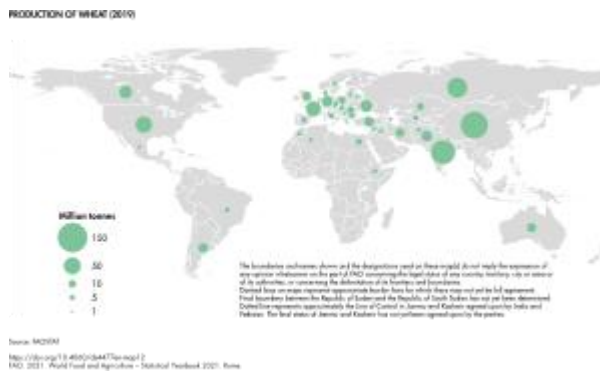 PRODUCTION OF WHEAT (2019)
Million tonnes
150
50
10
5
1
The boundaries and names shown and the designations used on these map(s) do not imply the expression of
any opinion whatsoever on the part of FAO concerning the legal status of any country, territory, city or area or
of its authorities, or concerning the delimitation of its frontiers and boundaries.
Dashed lines on maps represent approximate border lines for which there may not yet be full agreement.
Final boundary between the Republic of Sudan and the Republic of South Sudan has not yet been determined.
Dotted line represents approximately the Line of Control in Jammu and Kashmir agreed upon by India and
Pakistan. The final status of Jammu and Kashmir has not yet been agreed upon by the parties.
Source: FAOSTAT
FAO. 2021. World Food and Agriculture – Statistical Yearbook 2021. Rome.